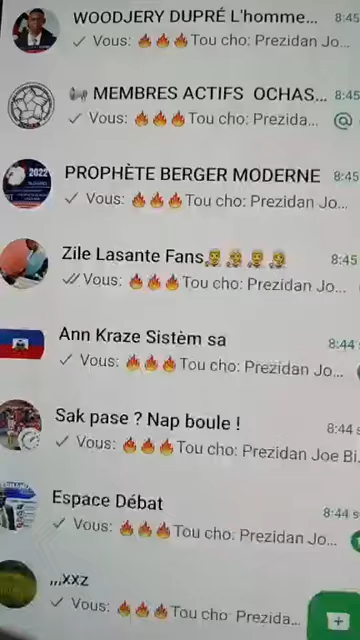 WOODJERY DUPRÉ L'homme... 8:45
✓ Vous: 🔥🔥🔥Tou cho: Prezidan Jo...
MEMBRES ACTIFS OCHAS... 8:45
✓ Vous: 🔥🔥🔥Tou cho: Prezida... @
2022
PROPHÈTE BERGER MODERNE 8:45
✓ Vous: 🔥🔥🔥Tou cho: Prezidan Jo...
Zile Lasante Fans 8:45
✓✓ Vous: 🔥🔥🔥Tou cho: Prezidan Jo...
Ann Kraze Sistèm sa 8:44 s
✓ Vous: 🔥🔥🔥Tou cho: Prezidan Jo...
Sak pase ? Nap boule ! 8:44 s
✓ Vous: 🔥🔥🔥Tou cho: Prezidan Joe Bi.
Espace Débat 8:44 s
✓ Vous: 🔥🔥🔥Tou cho: Prezidan Jo...
,,,xxz
✓ Vous: 🔥🔥🔥Tou cho: Prezida...